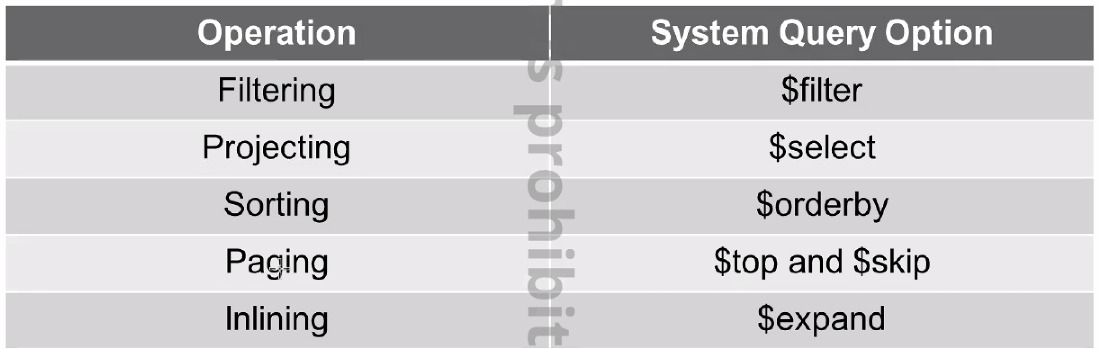 Operation System Query Option
Filtering $filter
Projecting $select
Sorting $orderby
Paging $top and $skip
Inlining $expand
s prohibit